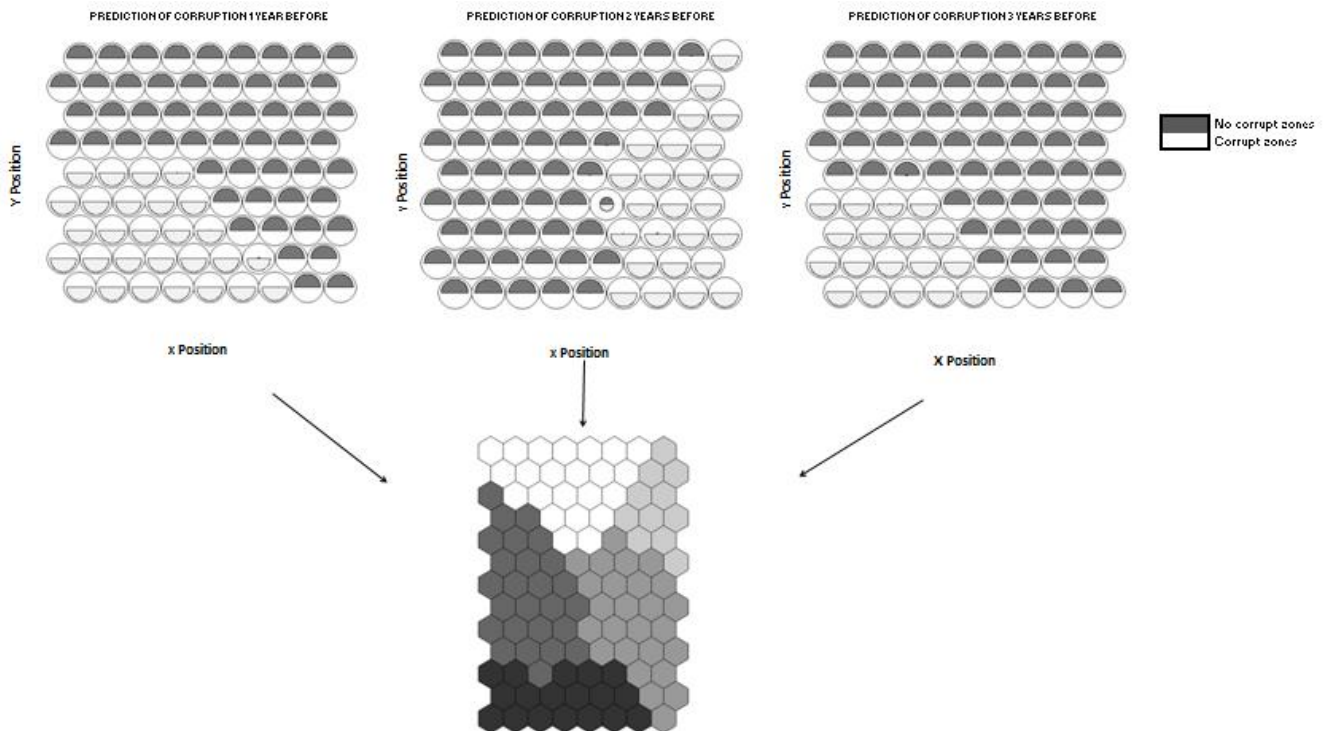 PREDICTION OF CORRUPTION 1 YEAR BEFORE
PREDICTION OF CORRUPTION 2 YEARS BEFORE
PREDICTION OF CORRUPTION 3 YEARS BEFORE
No corrupt zones
Corrupt zones
Y Position
Y Position
Y Position
x Position
x Position
X Position